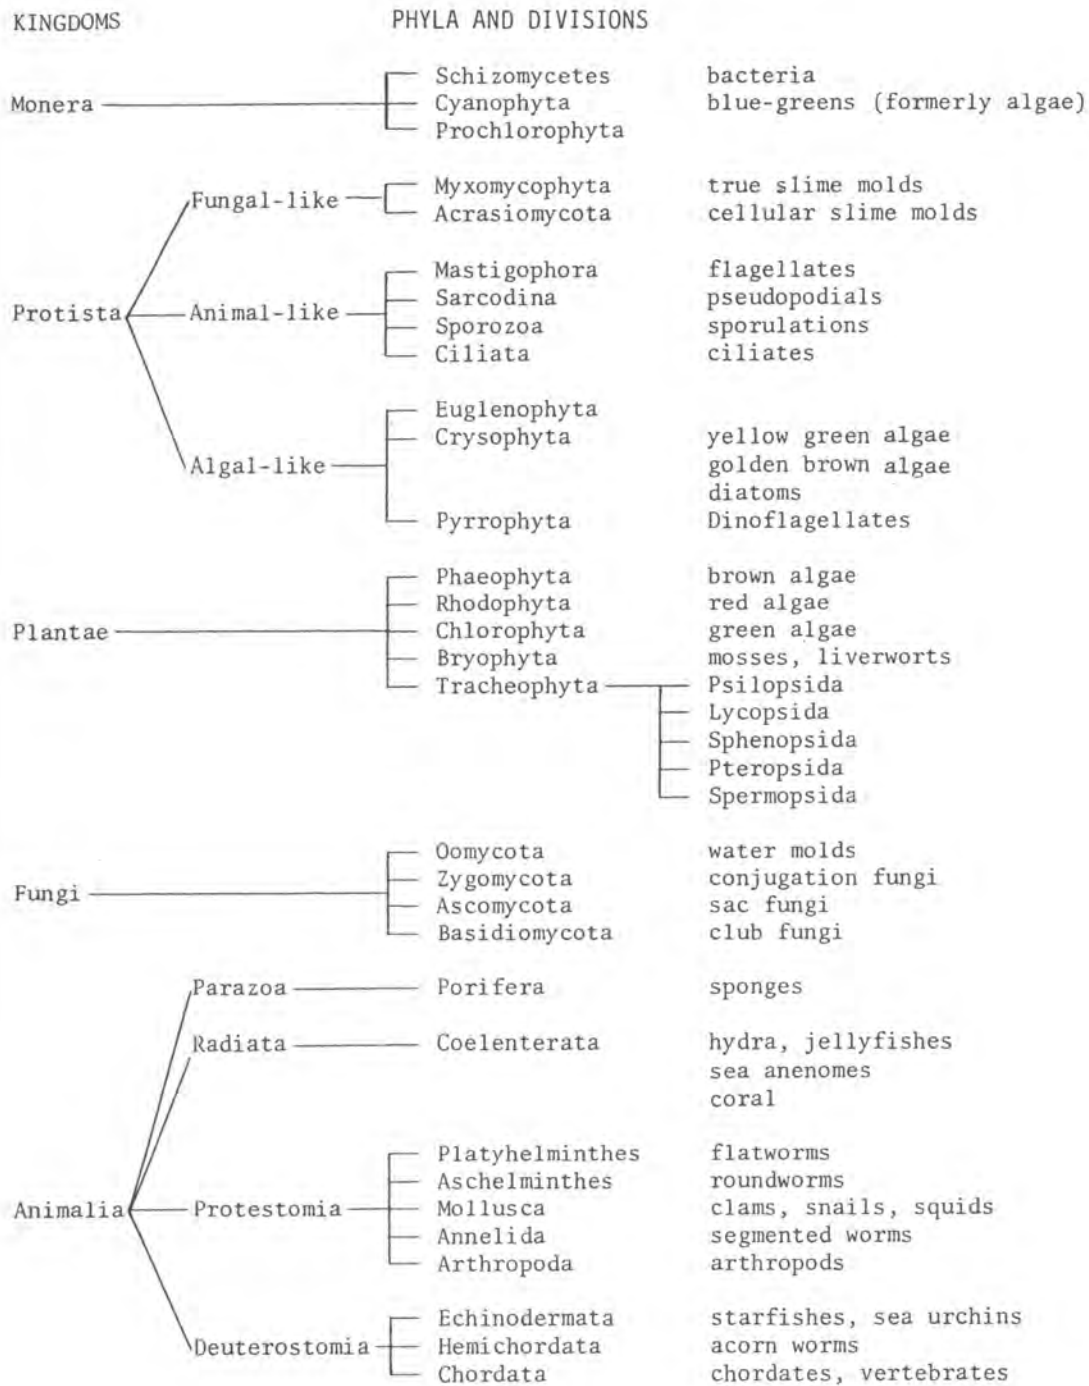 KINGDOMS PHYLA AND DIVISIONS
Schizomycetes bacteria
Monera Cyanophyta blue-greens (formerly algae)
Prochlorophyta
Fungal-like Myxomycophyta true slime molds
Acrasiomycota cellular slime molds
Mastigophora flagellates
Sarcodina pseudopodials
Protista Animal-like Sporozoa sporulations
Ciliata ciliates
Euglenophyta
Crysophyta yellow green algae
Algal-like golden brown algae
diatoms
Pyrrophyta Dinoflagellates
Phaeophyta brown algae
Rhodophyta red algae
Plantae Chlorophyta green algae
Bryophyta mosses, liverworts
Tracheophyta Psilopsida
Lycopsida
Sphenopsida
Pteropsida
Spermopsida
Oomycota water molds
Fungi Zygomycota conjugation fungi
Ascomycota sac fungi
Basidiomycota club fungi
Parazoa Porifera sponges
Radiata Coelenterata hydra, jellyfishes
sea anenomes
coral
Platyhelminthes flatworms
Aschelminthes roundworms
Animalia Protestomia Mollusca clams, snails, squids
Annelida segmented worms
Arthropoda arthropods
Echinodermata starfishes, sea urchins
Deuterostomia Hemichordata acorn worms
Chordata chordates, vertebrates